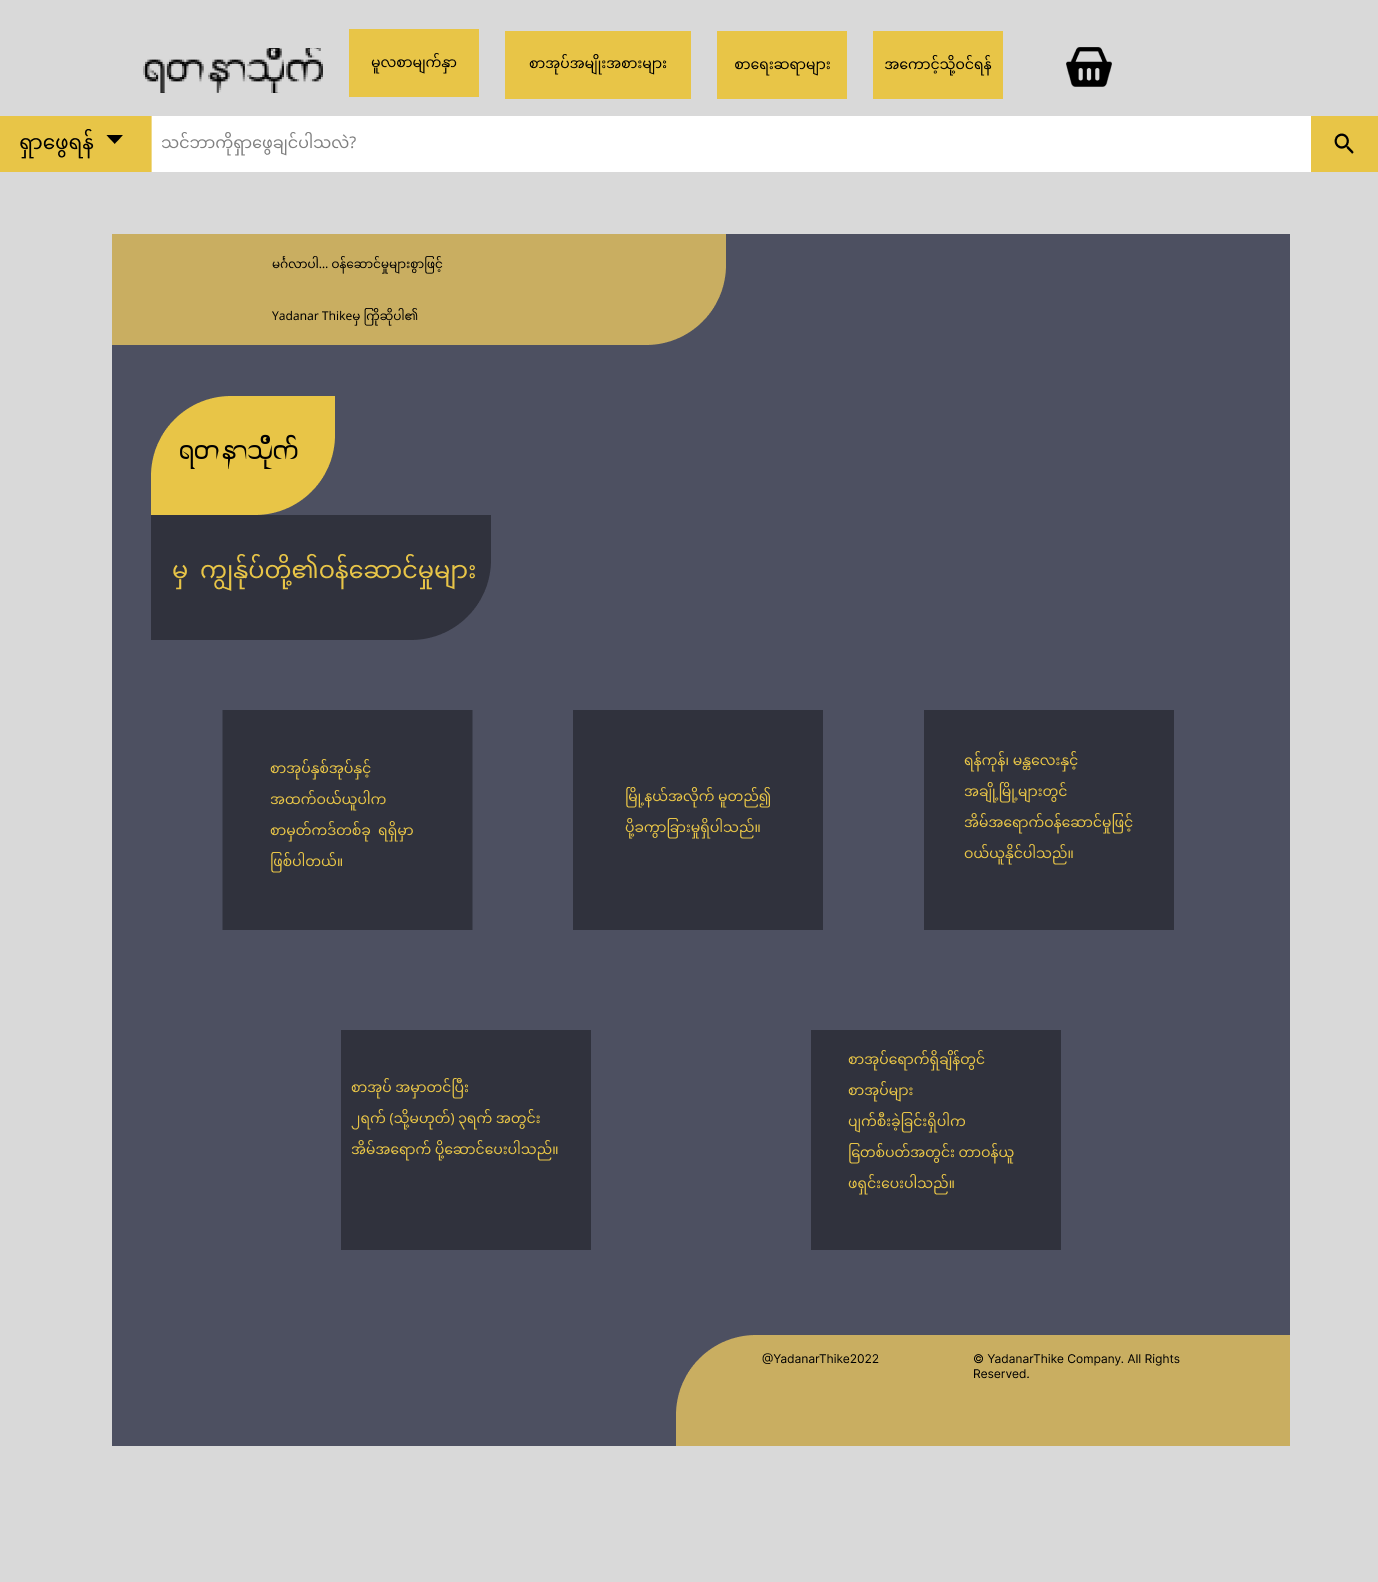 ရတနာသိုက်
မူလစာမျက်နှာ
စာအုပ်အမျိုးအစားများ
စာရေးဆရာများ
အကောင့်သို့ဝင်ရန်
ရှာဖွေရန်
သင်ဘာကိုရှာဖွေချင်ပါသလဲ?
မင်္ဂလာပါ... ဝန်ဆောင်မှုများစွာဖြင့်
Yadanar Thikeမှ ကြိုဆိုပါ၏
ရတနာသိုက်
မှ ကျွန်ုပ်တို့၏ဝန်ဆောင်မှုများ
စာအုပ်နှစ်အုပ်နှင့်
အထက်ဝယ်ယူပါက
စာမှတ်ကဒ်တစ်ခု ရရှိမှာ
ဖြစ်ပါတယ်။
မြို့နယ်အလိုက် မူတည်၍
ပို့ခကွာခြားမှုရှိပါသည်။
ရန်ကုန်၊ မန္တလေးနှင့်
အချို့မြို့များတွင်
အိမ်အရောက်ဝန်ဆောင်မှုဖြင့်
ဝယ်ယူနိုင်ပါသည်။
စာအုပ် အမှာတင်ပြီး
၂ရက် (သို့မဟုတ်) ၃ရက် အတွင်း
အိမ်အရောက် ပို့ဆောင်ပေးပါသည်။
စာအုပ်ရောက်ရှိချိန်တွင်
စာအုပ်များ
ပျက်စီးခဲ့ခြင်းရှိပါက
ြတစ်ပတ်အတွင်း တာဝန်ယူ
ဖရှင်းပေးပါသည်။
@YadanarThike2022
© YadanarThike Company. All Rights
Reserved.